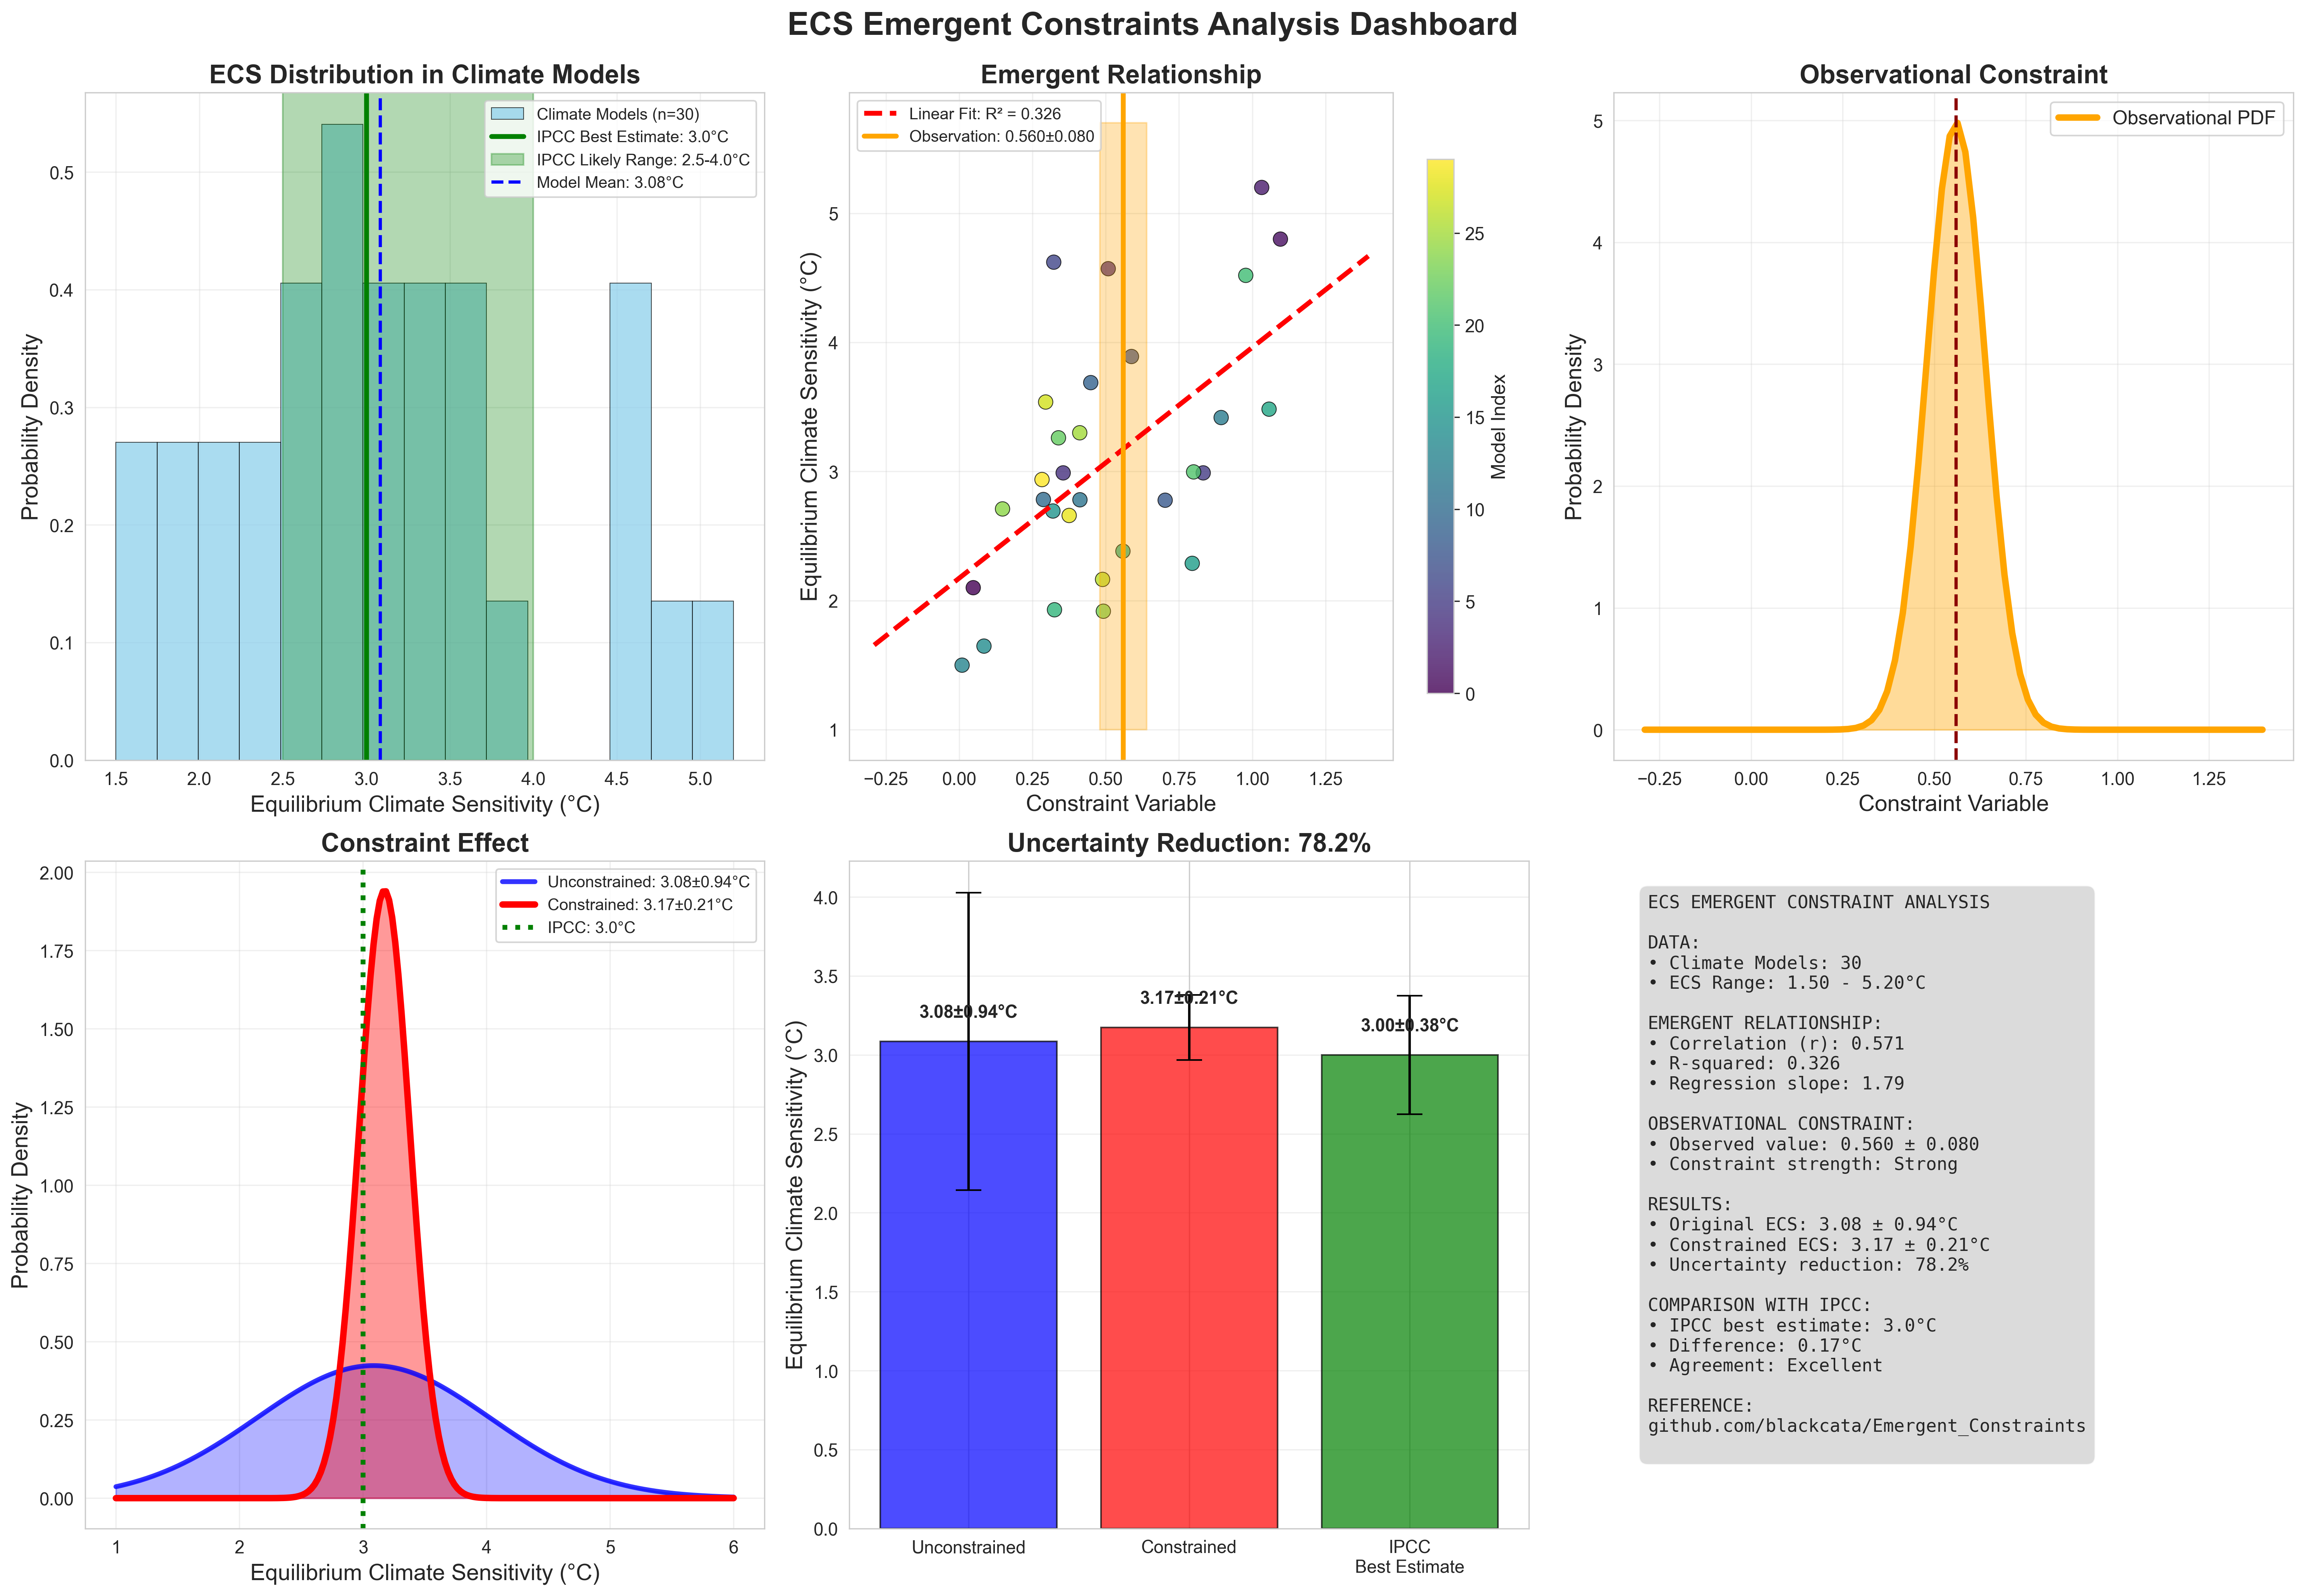 ECS Emergent Constraints Analysis Dashboard
ECS Distribution in Climate Models
Climate Models (n=30)
IPCC Best Estimate: 3.0°C
IPCC Likely Range: 2.5-4.0°C
Model Mean: 3.08°C
Probability Density
0.5
0.4
0.3
0.2
0.1
0.0
1.5 2.0 2.5 3.0 3.5 4.0 4.5 5.0
Equilibrium Climate Sensitivity (°C)
Emergent Relationship
Linear Fit: R² = 0.326
Observation: 0.560±0.080
Equilibrium Climate Sensitivity (°C)
5
4
3
2
1
−0.25 0.00 0.25 0.50 0.75 1.00 1.25
Constraint Variable
25
20
15
10
5
0
Model Index
Observational Constraint
Observational PDF
Probability Density
5
4
3
2
1
0
−0.25 0.00 0.25 0.50 0.75 1.00 1.25
Constraint Variable
Constraint Effect
Unconstrained: 3.08±0.94°C
Constrained: 3.17±0.21°C
IPCC: 3.0°C
Probability Density
2.00
1.75
1.50
1.25
1.00
0.75
0.50
0.25
0.00
1 2 3 4 5 6
Equilibrium Climate Sensitivity (°C)
Uncertainty Reduction: 78.2%
Equilibrium Climate Sensitivity (°C)
4.0
3.5
3.0
2.5
2.0
1.5
1.0
0.5
0.0
3.08±0.94°C
3.17±0.21°C
3.00±0.38°C
Unconstrained Constrained IPCC
Best Estimate
ECS EMERGENT CONSTRAINT ANALYSIS
DATA:
• Climate Models: 30
• ECS Range: 1.50 - 5.20°C
EMERGENT RELATIONSHIP:
• Correlation (r): 0.571
• R-squared: 0.326
• Regression slope: 1.79
OBSERVATIONAL CONSTRAINT:
• Observed value: 0.560 ± 0.080
• Constraint strength: Strong
RESULTS:
• Original ECS: 3.08 ± 0.94°C
• Constrained ECS: 3.17 ± 0.21°C
• Uncertainty reduction: 78.2%
COMPARISON WITH IPCC:
• IPCC best estimate: 3.0°C
• Difference: 0.17°C
• Agreement: Excellent
REFERENCE:
github.com/blackcata/Emergent_Constraints